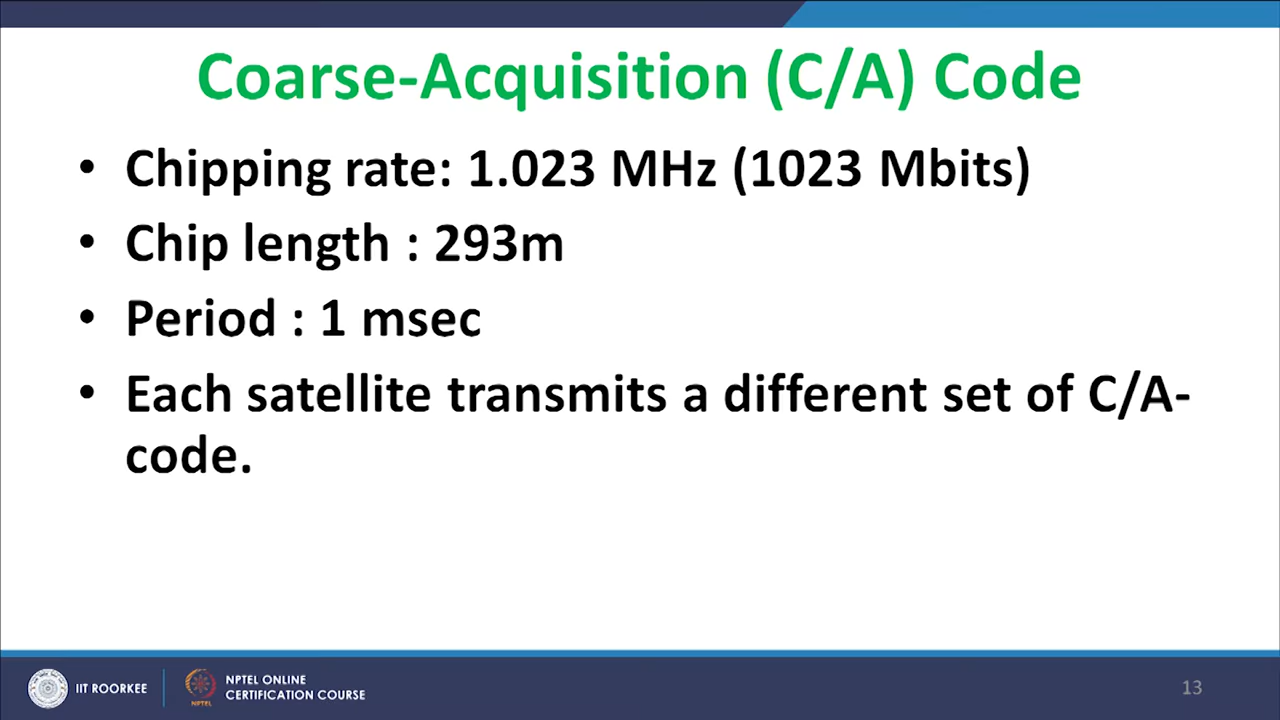 Coarse-Acquisition (C/A) Code
• Chipping rate: 1.023 MHz (1023 Mbits)
• Chip length : 293m
• Period : 1 msec
• Each satellite transmits a different set of C/A-
code.
IIT ROORKEE
NPTEL
NPTEL ONLINE
CERTIFICATION COURSE
13